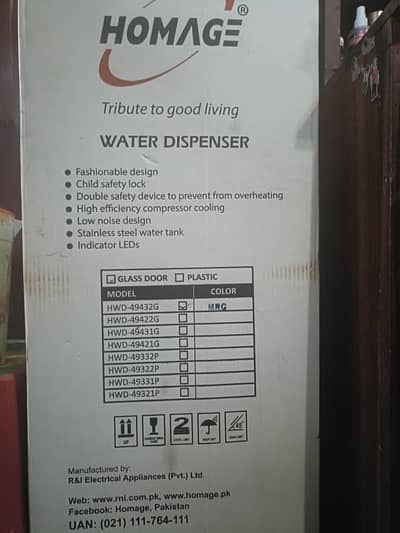 HOMAGE®
Tribute to good living
WATER DISPENSER
• Fashionable design
• Child safety lock
• Double safety device to prevent from overheating
• High efficiency compressor cooling
• Low noise design
• Stainless steel water tank
• Indicator LEDs
☑ GLASS DOOR ☐ PLASTIC
MODEL COLOR
HWD-49432G ☑ MRG
HWD-49422G ☐
HWD-49431G ☐
HWD-49421G ☐
HWD-49332P ☐
HWD-49322P ☐
HWD-49331P ☐
HWD-49321P ☐
2
Manufactured by:
R&I Electrical Appliances (Pvt.) Ltd.
Web: www.rni.com.pk, www.homage.pk
Facebook: Homage, Pakistan
UAN: (021) 111-764-111